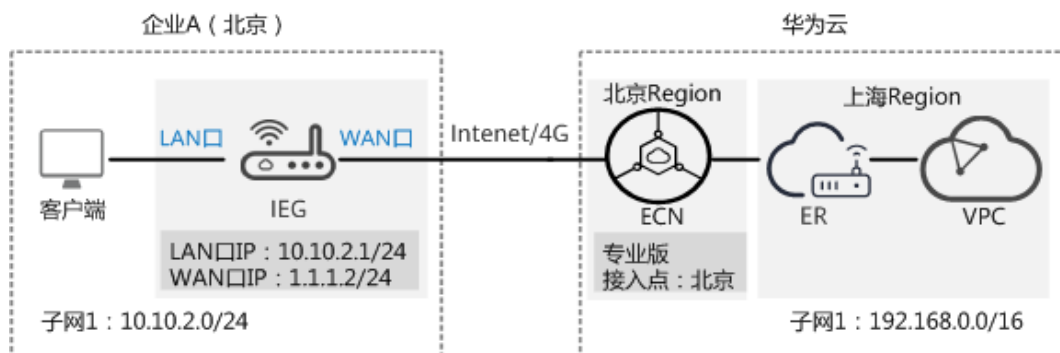 企业A（北京）
华为云
北京Region
上海Region
LAN口
WAN口
Intenet/4G
客户端
IEG
ECN
ER
VPC
LAN口IP：10.10.2.1/24
WAN口IP：1.1.1.2/24
专业版
接入点：北京
子网1：10.10.2.0/24
子网1：192.168.0.0/16